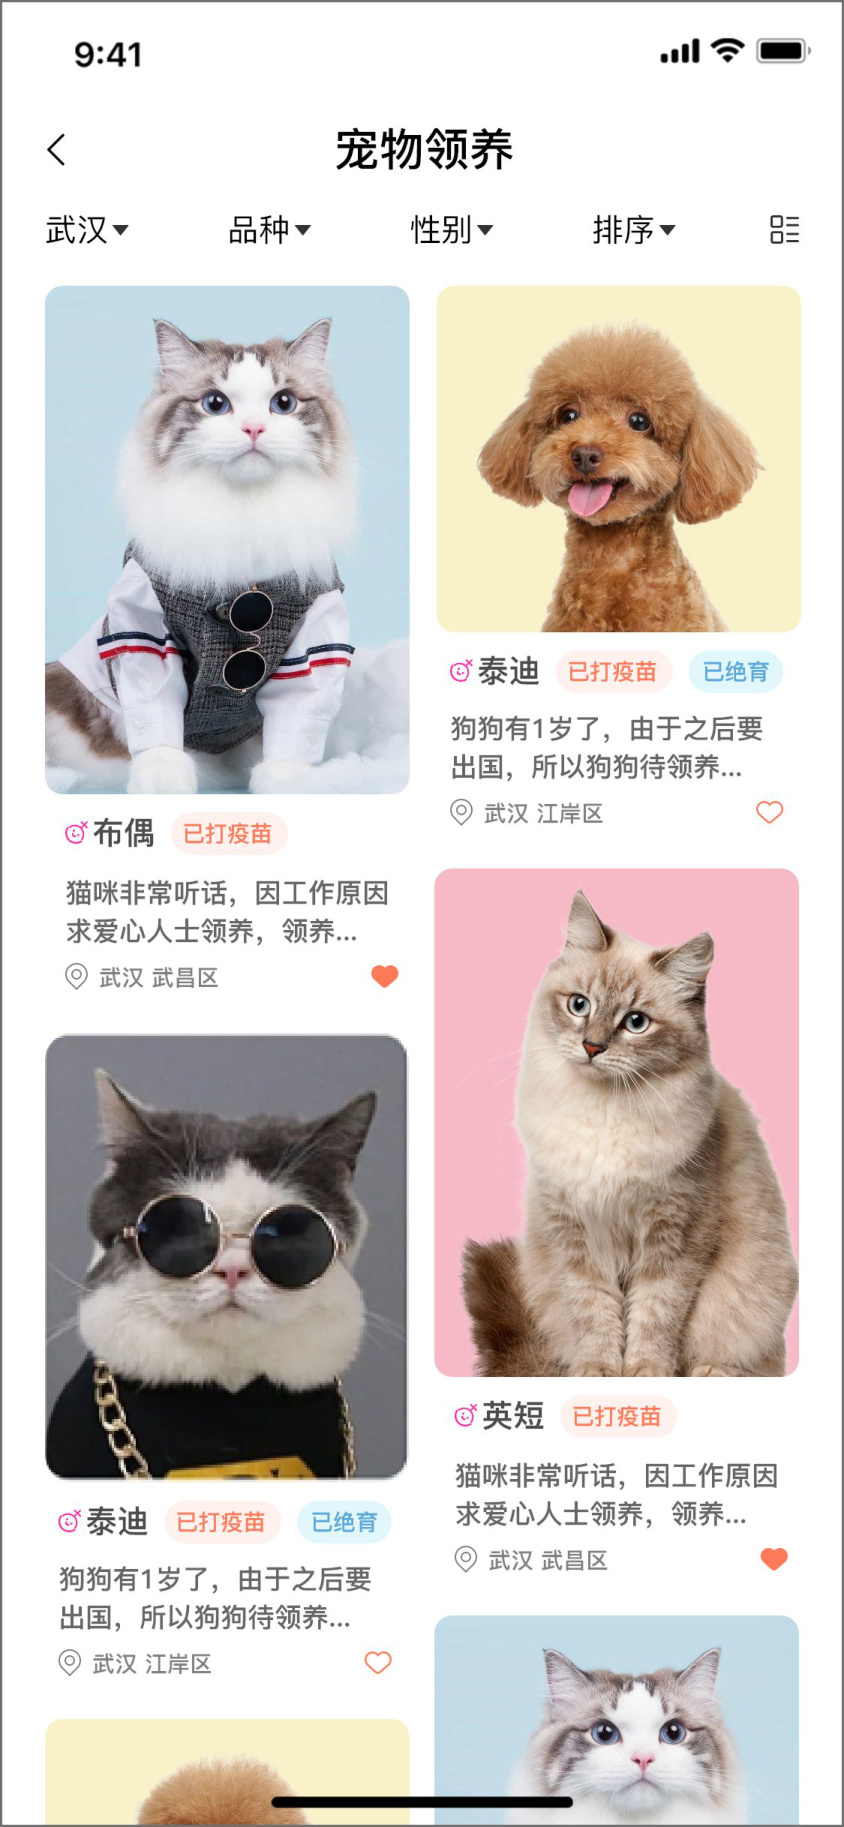 9:41
宠物领养
武汉 品种 性别 排序
布偶 已打疫苗
猫咪非常听话，因工作原因
求爱心人士领养，领养...
武汉 武昌区
泰迪 已打疫苗 已绝育
狗狗有1岁了，由于之后要
出国，所以狗狗待领养...
武汉 江岸区
泰迪 已打疫苗 已绝育
狗狗有1岁了，由于之后要
出国，所以狗狗待领养...
武汉 江岸区
英短 已打疫苗
猫咪非常听话，因工作原因
求爱心人士领养，领养...
武汉 武昌区